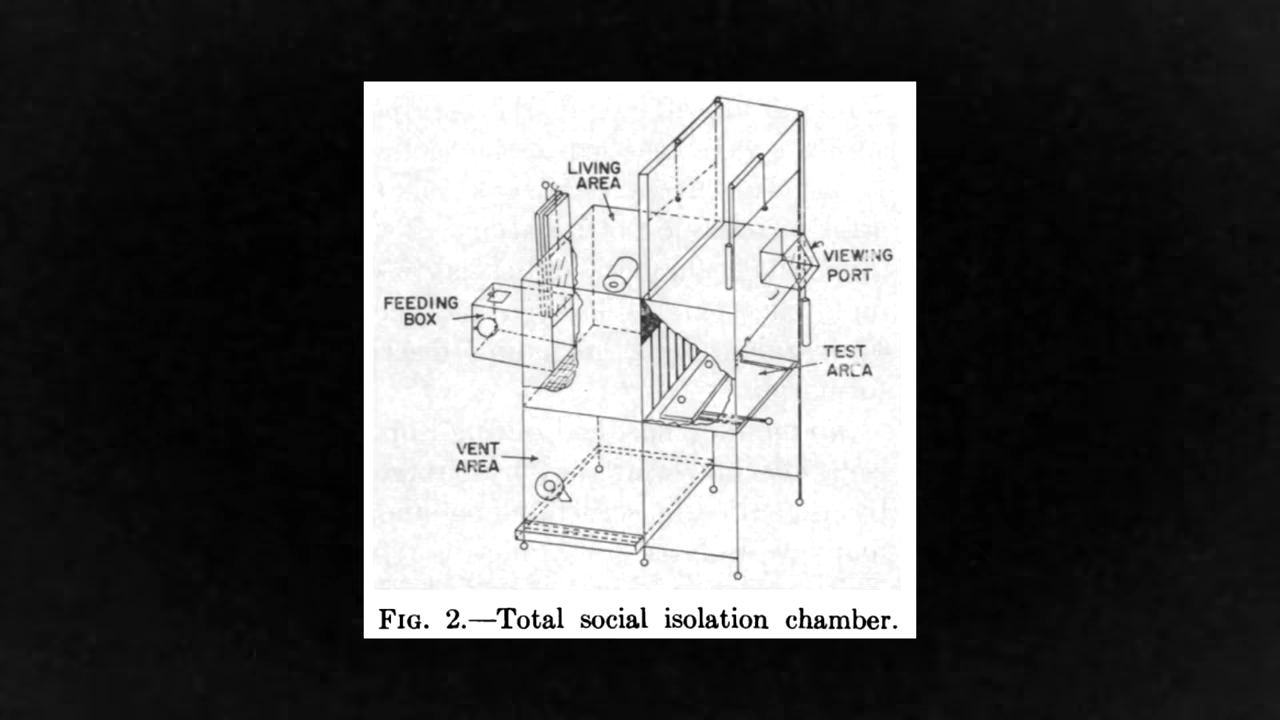 LIVING
AREA
VIEWING
PORT
FEEDING
BOX
TEST
AREA
VENT
AREA
FIG. 2.—Total social isolation chamber.